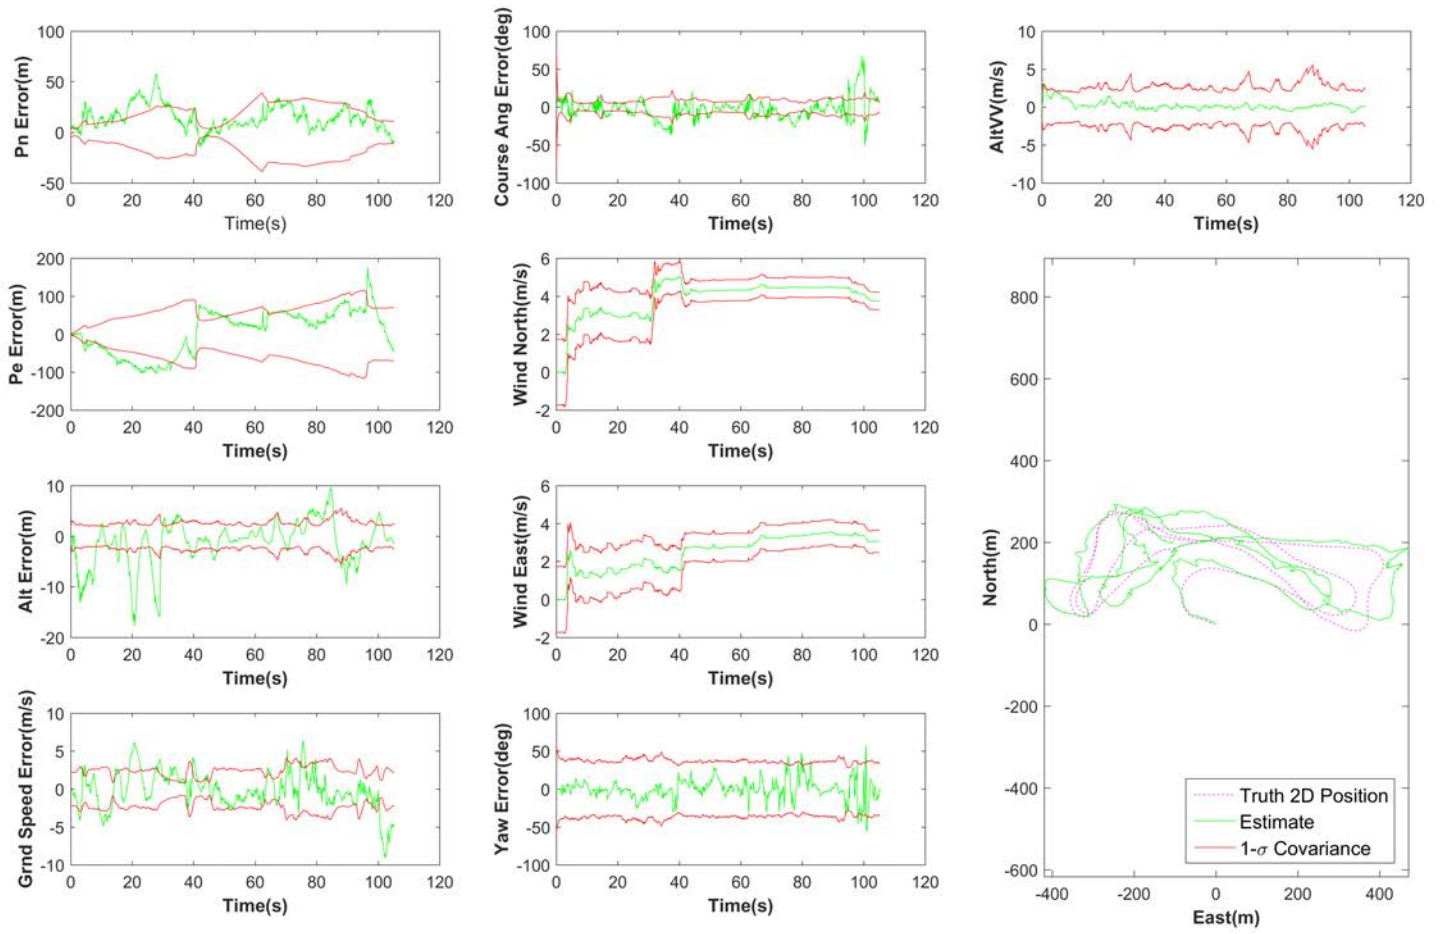 Pn Error(m)
100
50
0
-50
0 20 40 60 80 100 120
Time(s)
Course Ang Error(deg)
100
50
0
-50
-100
0 20 40 60 80 100 120
Time(s)
AltVV(m/s)
10
5
0
-5
-10
0 20 40 60 80 100 120
Time(s)
Pe Error(m)
200
100
0
-100
-200
0 20 40 60 80 100 120
Time(s)
Wind North(m/s)
6
4
2
0
-2
0 20 40 60 80 100 120
Time(s)
Alt Error(m)
10
0
-10
-20
0 20 40 60 80 100 120
Time(s)
Wind East(m/s)
6
4
2
0
-2
0 20 40 60 80 100 120
Time(s)
Grnd Speed Error(m/s)
10
5
0
-5
-10
0 20 40 60 80 100 120
Time(s)
Yaw Error(deg)
100
50
0
-50
-100
0 20 40 60 80 100 120
Time(s)
North(m)
800
600
400
200
0
-200
-400
-600
-400 -200 0 200 400
East(m)
Truth 2D Position
Estimate
1-σ Covariance